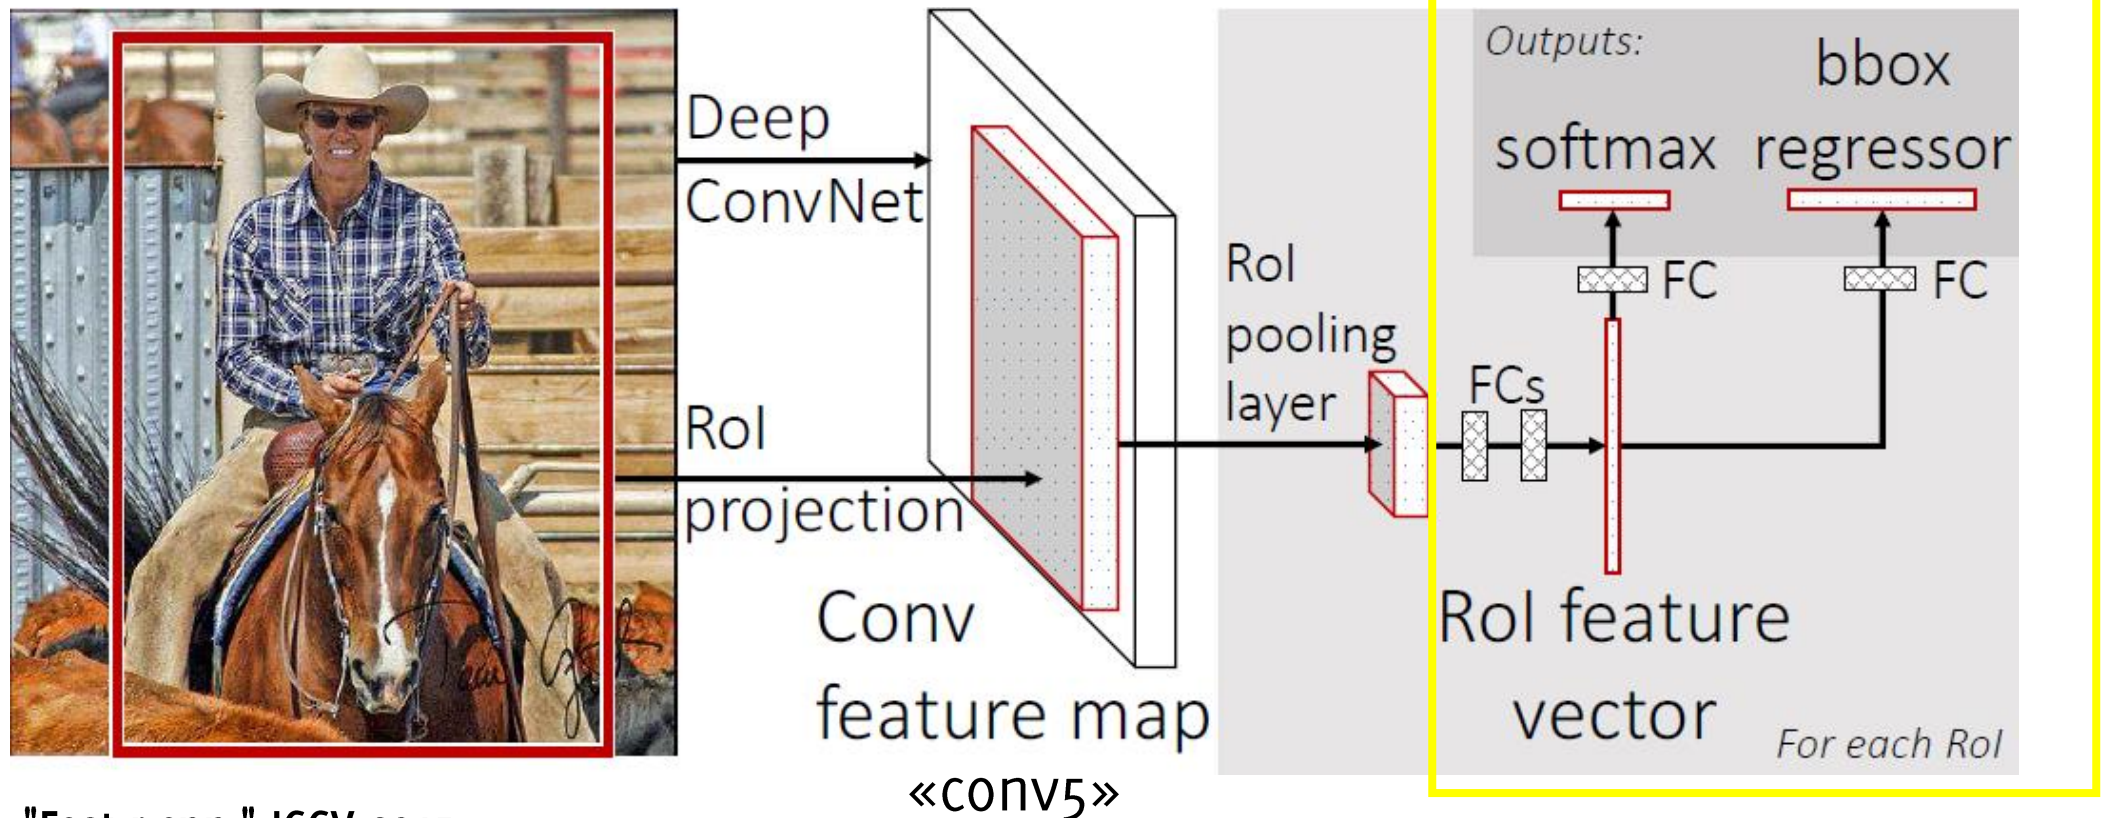 Deep
ConvNet
RoI
projection
Conv
feature map
«conv5»
RoI
pooling
layer
FCs
Outputs:
softmax
bbox
regressor
FC
FC
RoI feature
vector
For each RoI
ICCV